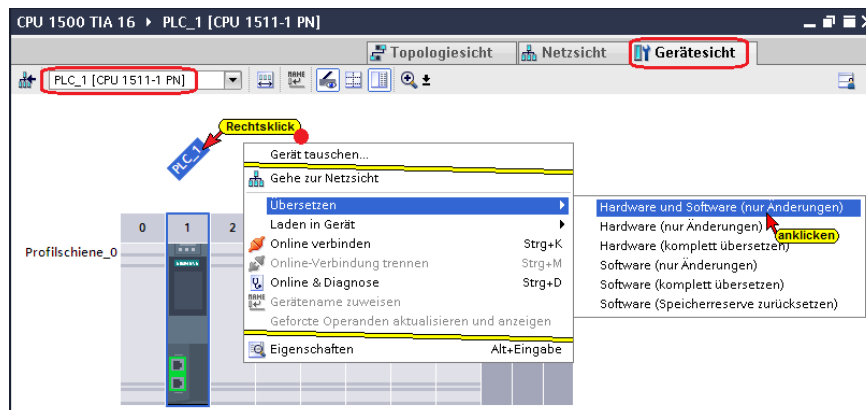 CPU 1500 TIA 16 ▸ PLC_1 [CPU 1511-1 PN]
Topologiesicht Netzsicht Gerätesicht
PLC_1 [CPU 1511-1 PN]
Rechtsklick
PLC_1
Gerät tauschen...
Gehe zur Netzsicht
Übersetzen
Hardware und Software (nur Änderungen)
0 1 2
Laden in Gerät
Hardware (nur Änderungen)
anklicken
Profilschiene_0
Online verbinden Strg+K
Hardware (komplett übersetzen)
SIEMENS
Online-Verbindung trennen Strg+M
Software (nur Änderungen)
Online & Diagnose Strg+D
Software (komplett übersetzen)
Gerätename zuweisen
Software (Speicherreserve zurücksetzen)
Geforcte Operanden aktualisieren und anzeigen
Eigenschaften Alt+Eingabe